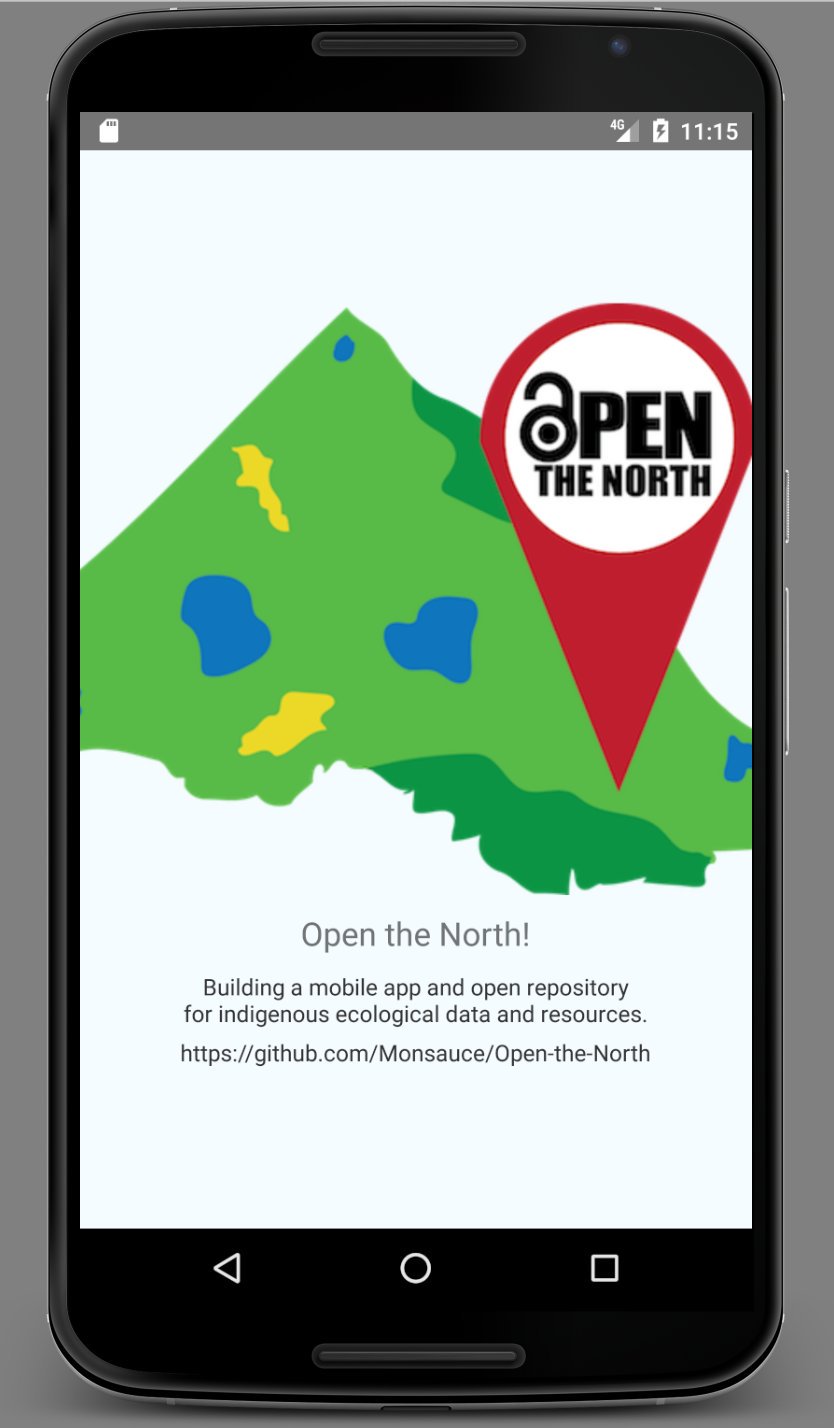 4G 11:15
OPEN
THE NORTH
Open the North!
Building a mobile app and open repository
for indigenous ecological data and resources.
https://github.com/Monsauce/Open-the-North